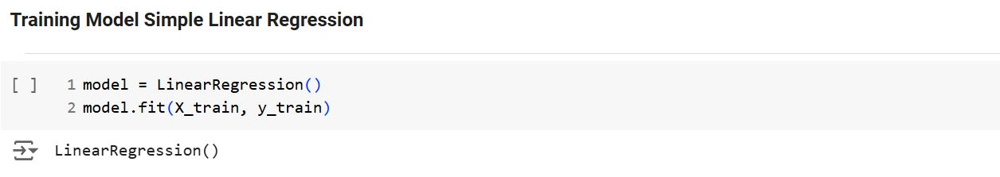 Training Model Simple Linear Regression
[ ] 1 model = LinearRegression()
2 model.fit(X_train, y_train)
LinearRegression()